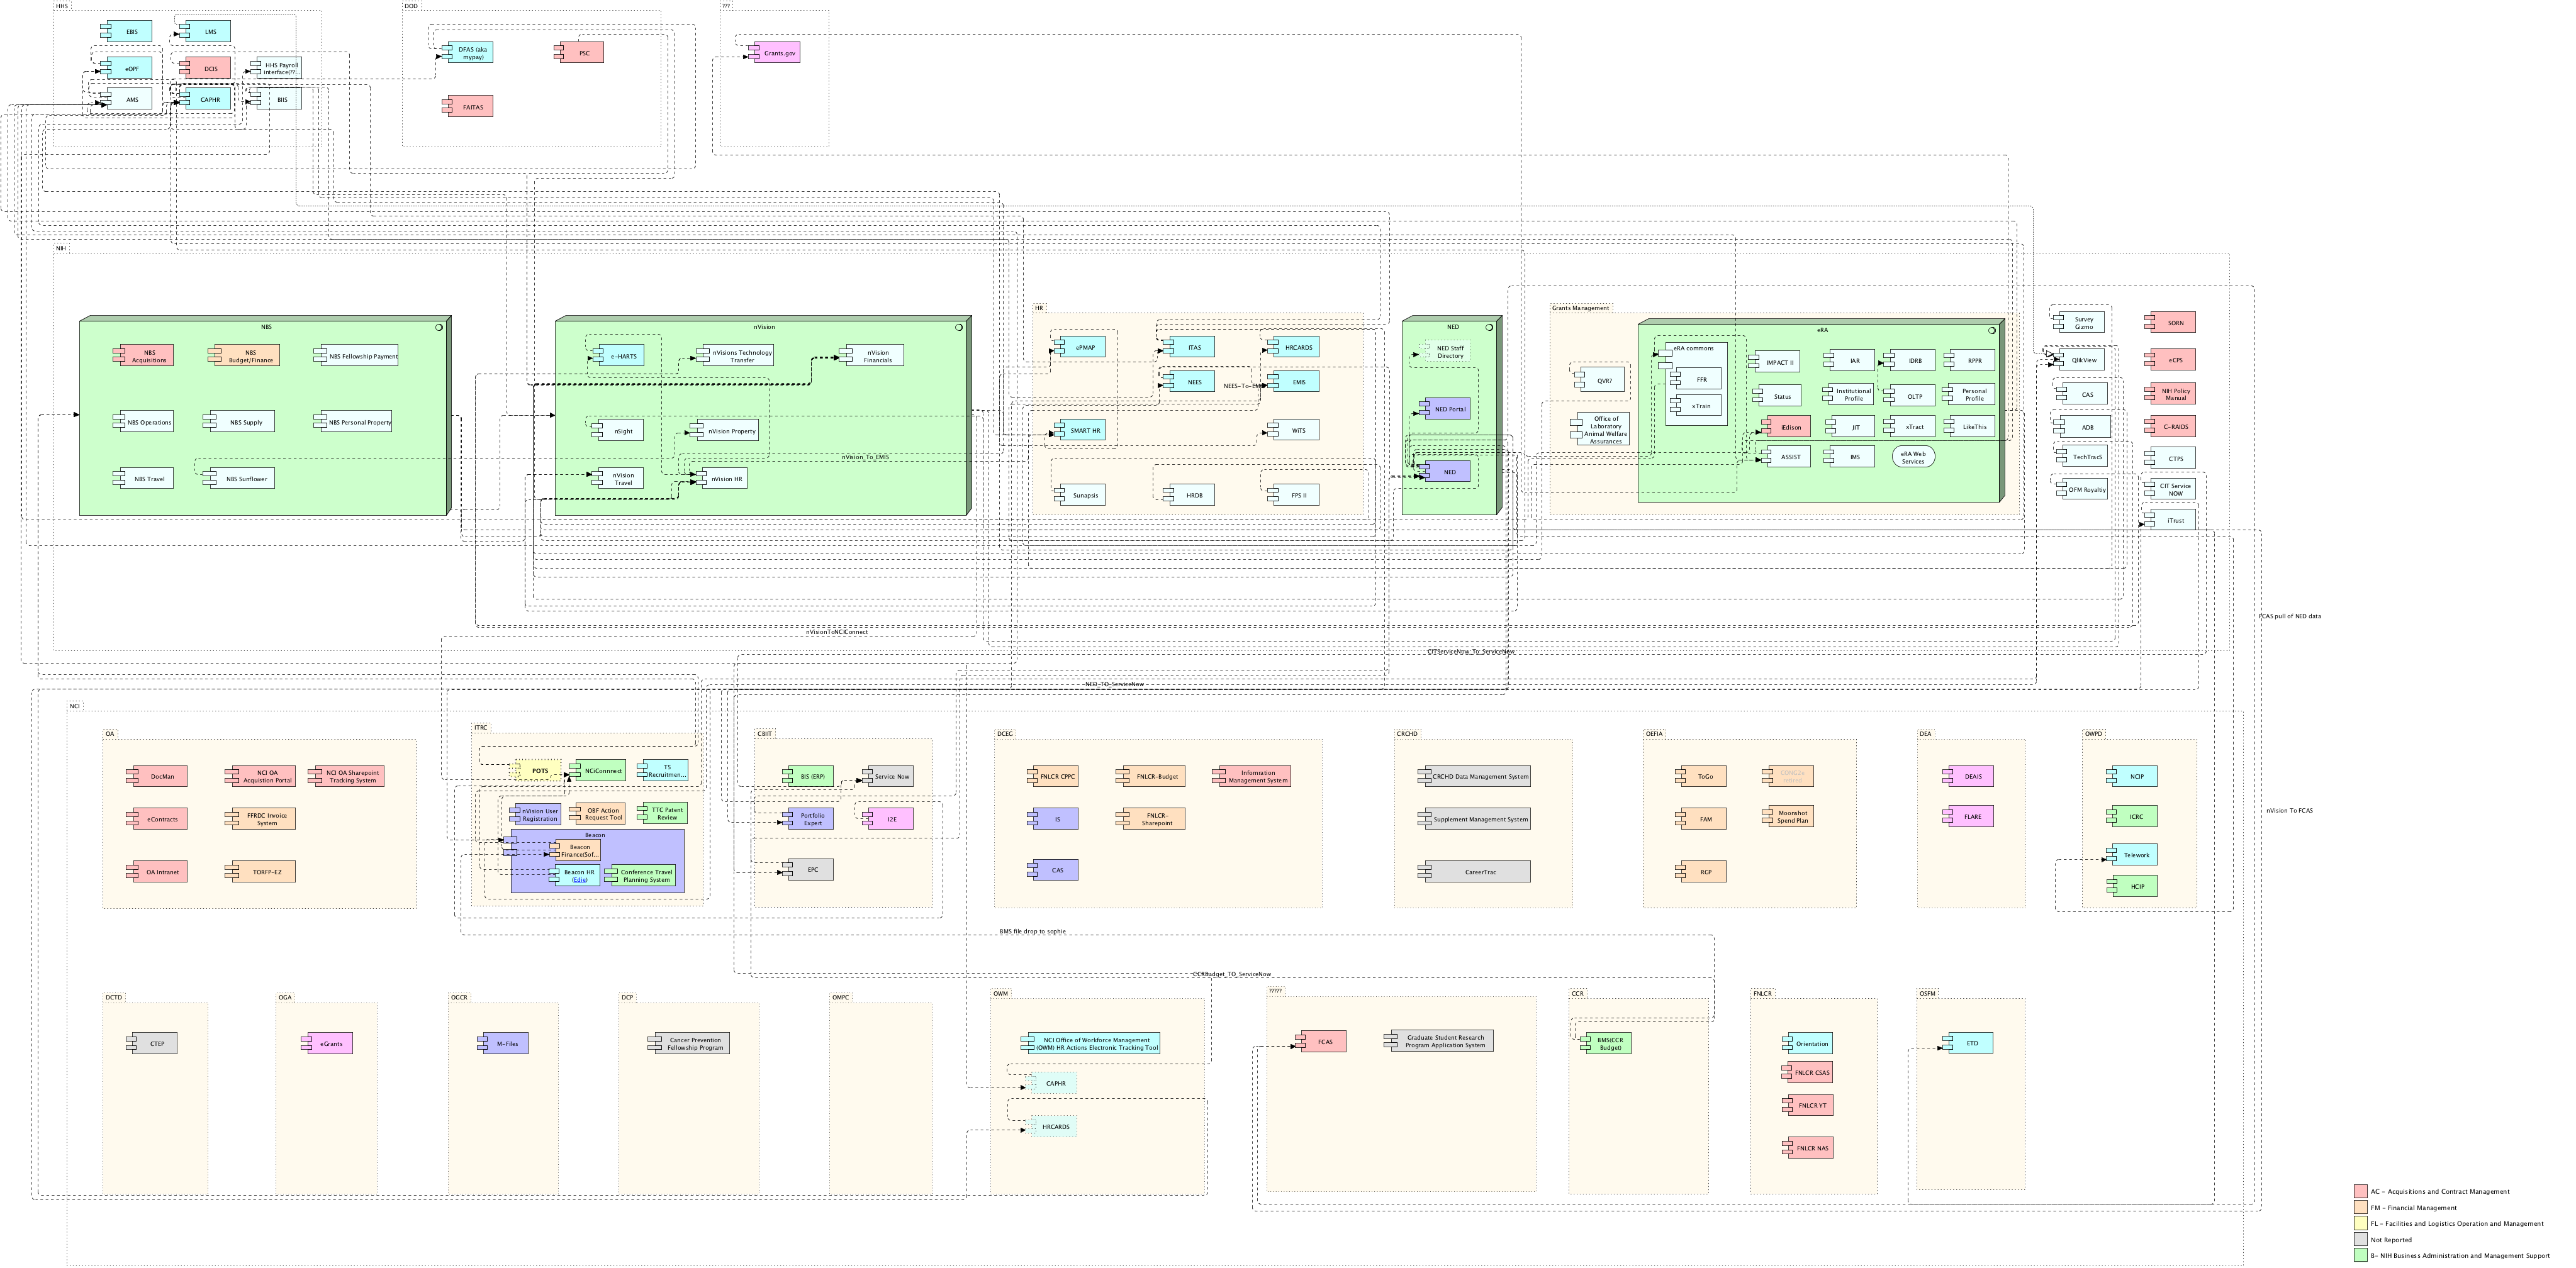 HHS
EBIS
LMS
eOPF
DCIS
HHS Payroll
interface(??...
AMS
CAPHR
BIIS
DOD
DFAS (aka
mypay)
PSC
FAITAS
???
Grants.gov
NIH
NBS
NBS
Acquisitions
NBS
Budget/Finance
NBS Fellowship Payment
NBS Operations
NBS Supply
NBS Personal Property
NBS Travel
NBS Sunflower
nVision
e-HARTS
nVisions Technology
Transfer
nVision
Financials
nSight
nVision Property
nVision_To_EMIS
nVision
Travel
nVision HR
HR
ePMAP
ITAS
HRCARDS
NEES
NEES-To-EMIS
EMIS
SMART HR
WiTS
Sunapsis
HRDB
FPS II
NED
NED Staff
Directory
NED Portal
NED
Grants Management
QVR?
Office of
Laboratory
Animal Welfare
Assurances
eRA
eRA commons
FFR
xTrain
IMPACT II
IAR
IDRB
RPPR
Status
Institutional
Profile
OLTP
Personal
Profile
iEdison
JIT
xTract
LikeThis
ASSIST
IMS
eRA Web
Services
Survey
Gizmo
SORN
QlikView
eCPS
CAS
NIH Policy
Manual
ADB
C-RAIDS
TechTracS
CTPS
OFM Royaltiy
CIT Service
NOW
iTrust
FCAS pull of NED data
nVisionToNCIConnect
CITServiceNow_To_ServiceNow
NED_TO_ServiceNow
nVision To FCAS
NCI
OA
DocMan
NCI OA
Acquistion Portal
NCI OA Sharepoint
Tracking System
eContracts
FFRDC Invoice
System
OA Intranet
TORFP-EZ
ITRC
POTS
NCIConnect
TS
Recruitmen...
nVision User
Registration
OBF Action
Request Tool
TTC Patent
Review
Beacon
Beacon
Finance(Sof...
Beacon HR
(Edie)
Conference Travel
Planning System
CBIIT
BIS (ERP)
Service Now
Portfolio
Expert
I2E
EPC
DCEG
FNLCR CPPC
FNLCR-Budget
Infomration
Management System
IS
FNLCR-
Sharepoint
CAS
CRCHD
CRCHD Data Management System
Supplement Management System
CareerTrac
OEFIA
ToGo
FAM
Moonshot
Spend Plan
RGP
DEA
DEAIS
FLARE
OWPD
NCIP
ICRC
Telework
HCIP
BMS file drop to sophie
CCRBudget_TO_ServiceNow
DCTD
CTEP
OGA
eGrants
OGCR
M-Files
DCP
Cancer Prevention
Fellowship Program
OMPC
OWM
NCI Office of Workforce Management
(OWM) HR Actions Electronic Tracking Tool
CAPHR
HRCARDS
?????
FCAS
Graduate Student Research
Program Application System
CCR
BMS(CCR
Budget)
FNLCR
Orientation
FNLCR CSAS
FNLCR YT
FNLCR NAS
OSFM
ETD
AC - Acquisitions and Contract Management
FM - Financial Management
FL - Facilities and Logistics Operation and Management
Not Reported
B- NIH Business Administration and Management Support